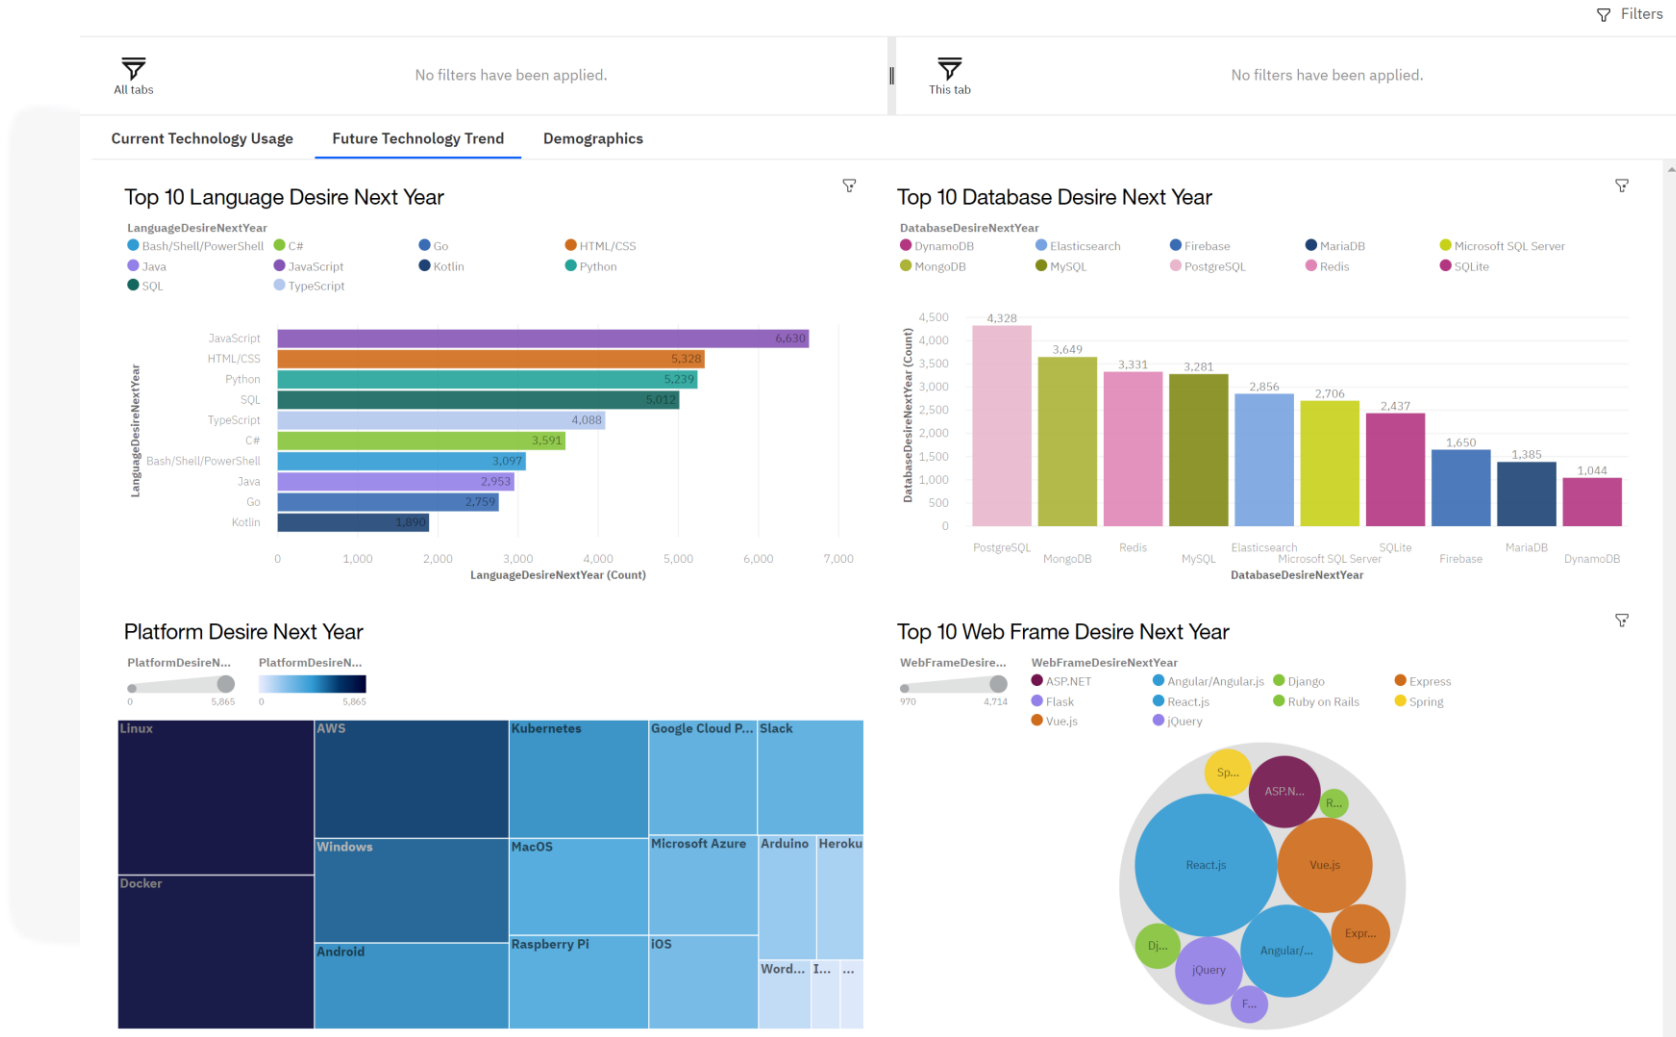 Filters
All tabs
No filters have been applied.
This tab
No filters have been applied.
Current Technology Usage
Future Technology Trend
Demographics
Top 10 Language Desire Next Year
LanguageDesireNextYear
Bash/Shell/PowerShell C# Go HTML/CSS
Java JavaScript Kotlin Python
SQL TypeScript
LanguageDesireNextYear
JavaScript 6,630
HTML/CSS 5,328
Python 5,239
SQL 5,012
TypeScript 4,088
C# 3,591
Bash/Shell/PowerShell 3,097
Java 2,953
Go 2,759
Kotlin 1,890
0 1,000 2,000 3,000 4,000 5,000 6,000 7,000
LanguageDesireNextYear (Count)
Top 10 Database Desire Next Year
DatabaseDesireNextYear
DynamoDB Elasticsearch Firebase MariaDB Microsoft SQL Server
MongoDB MySQL PostgreSQL Redis SQLite
DatabaseDesireNextYear (Count)
4,500
4,000
3,500
3,000
2,500
2,000
1,500
1,000
500
0
4,328 3,649 3,331 3,281 2,856 2,706 2,437 1,650 1,385 1,044
PostgreSQL MongoDB Redis MySQL Elasticsearch Microsoft SQL Server SQLite Firebase MariaDB DynamoDB
DatabaseDesireNextYear
Platform Desire Next Year
PlatformDesireN... PlatformDesireN...
0 5,865 0 5,865
Linux AWS Kubernetes Google Cloud P... Slack
Windows MacOS Microsoft Azure Arduino Heroku
Docker
Android Raspberry Pi iOS
Word... I... ...
Top 10 Web Frame Desire Next Year
WebFrameDesire... WebFrameDesireNextYear
970 4,714
ASP.NET Angular/Angular.js Django Express
Flask React.js Ruby on Rails Spring
Vue.js jQuery
Sp...
ASP.N...
R...
React.js
Vue.js
Expr...
Dj...
Angular/...
jQuery
F...